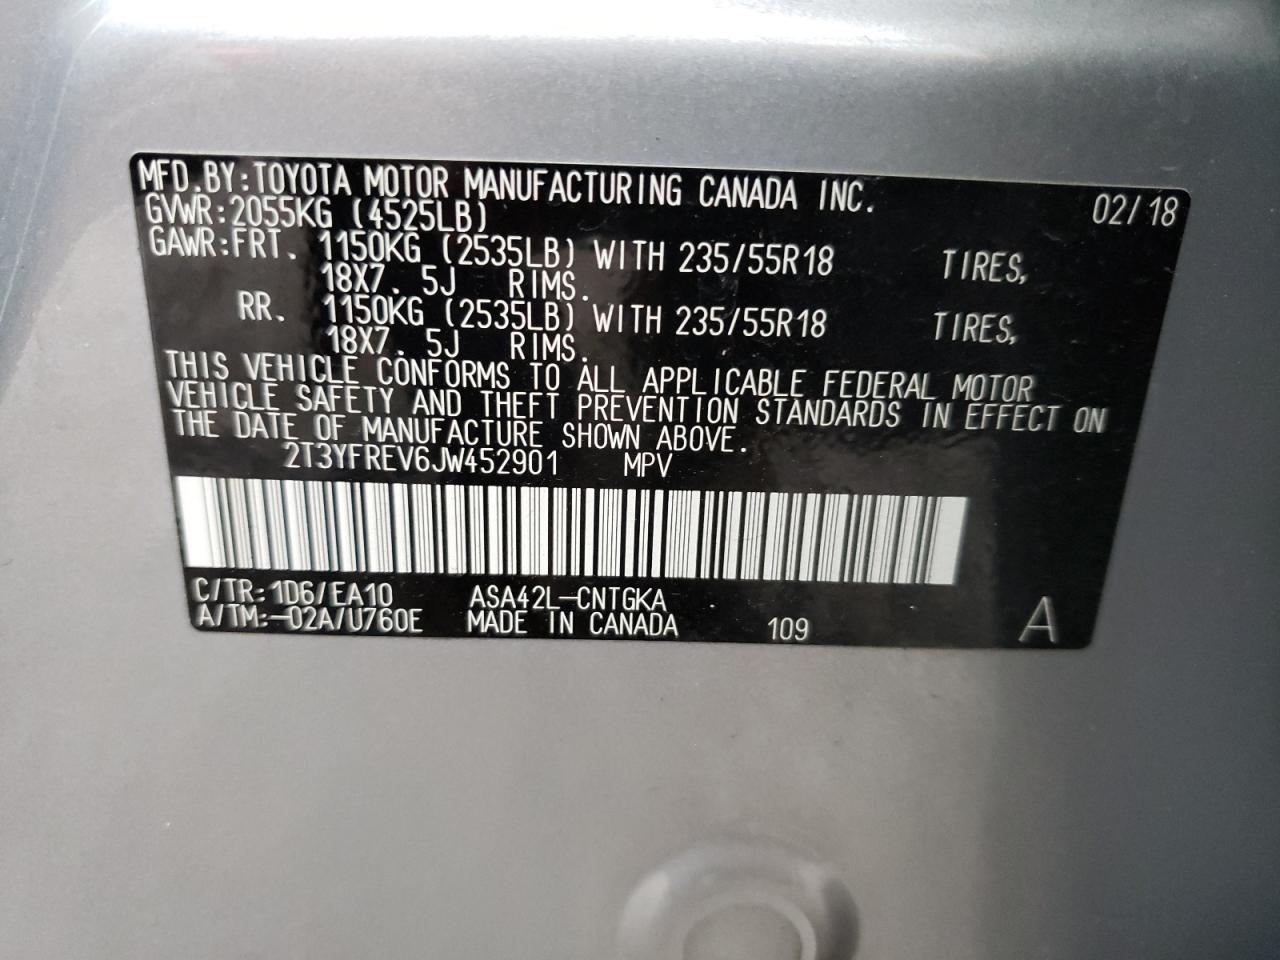 MFD.BY:TOYOTA MOTOR MANUFACTURING CANADA INC. 02/18
GVWR:2055KG (4525LB)
GAWR:FRT. 1150KG (2535LB) WITH 235/55R18 TIRES,
18X7.5J RIMS.
RR. 1150KG (2535LB) WITH 235/55R18 TIRES,
18X7.5J RIMS.
THIS VEHICLE CONFORMS TO ALL APPLICABLE FEDERAL MOTOR
VEHICLE SAFETY AND THEFT PREVENTION STANDARDS IN EFFECT ON
THE DATE OF MANUFACTURE SHOWN ABOVE.
2T3YFREV6JW452901 MPV
C/TR:1D6/EA10 ASA42L-CNTGKA
A/TM:-02A/U760E MADE IN CANADA 109 A